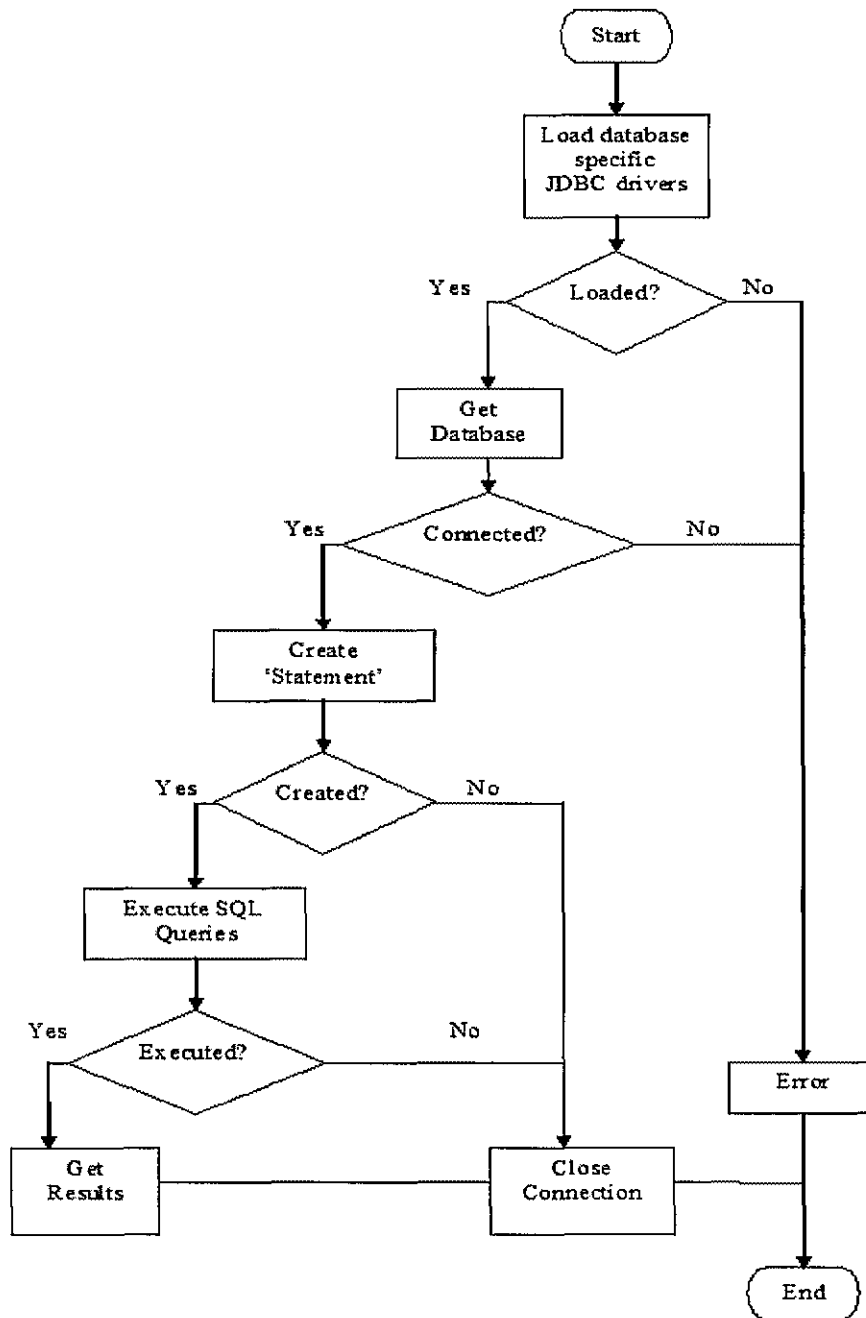 Start
Load database
specific
JDBC drivers
Yes
Loaded?
No
Get
Database
Yes
Connected?
No
Create
'Statement'
Yes
Created?
No
Execute SQL
Queries
Yes
Executed?
No
Error
Get
Results
Close
Connection
End